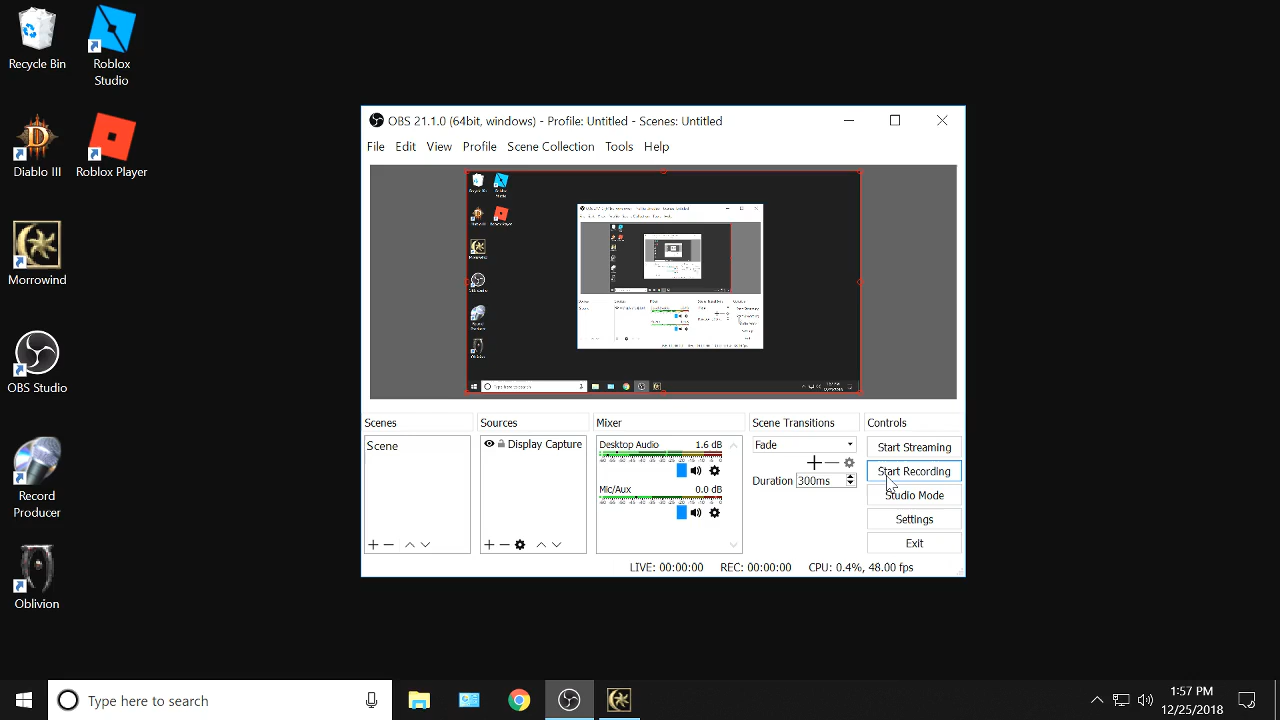 Recycle Bin
Roblox
Studio
Diablo III
Roblox Player
Morrowind
OBS Studio
Record
Producer
Oblivion
OBS 21.1.0 (64bit, windows) - Profile: Untitled - Scenes: Untitled
File Edit View Profile Scene Collection Tools Help
Scenes
Scene
Sources
Display Capture
Mixer
Desktop Audio 1.6 dB
Mic/Aux 0.0 dB
Scene Transitions
Fade
Duration 300ms
Controls
Start Streaming
Start Recording
Studio Mode
Settings
Exit
LIVE: 00:00:00 REC: 00:00:00 CPU: 0.4%, 48.00 fps
Type here to search
1:57 PM
12/25/2018